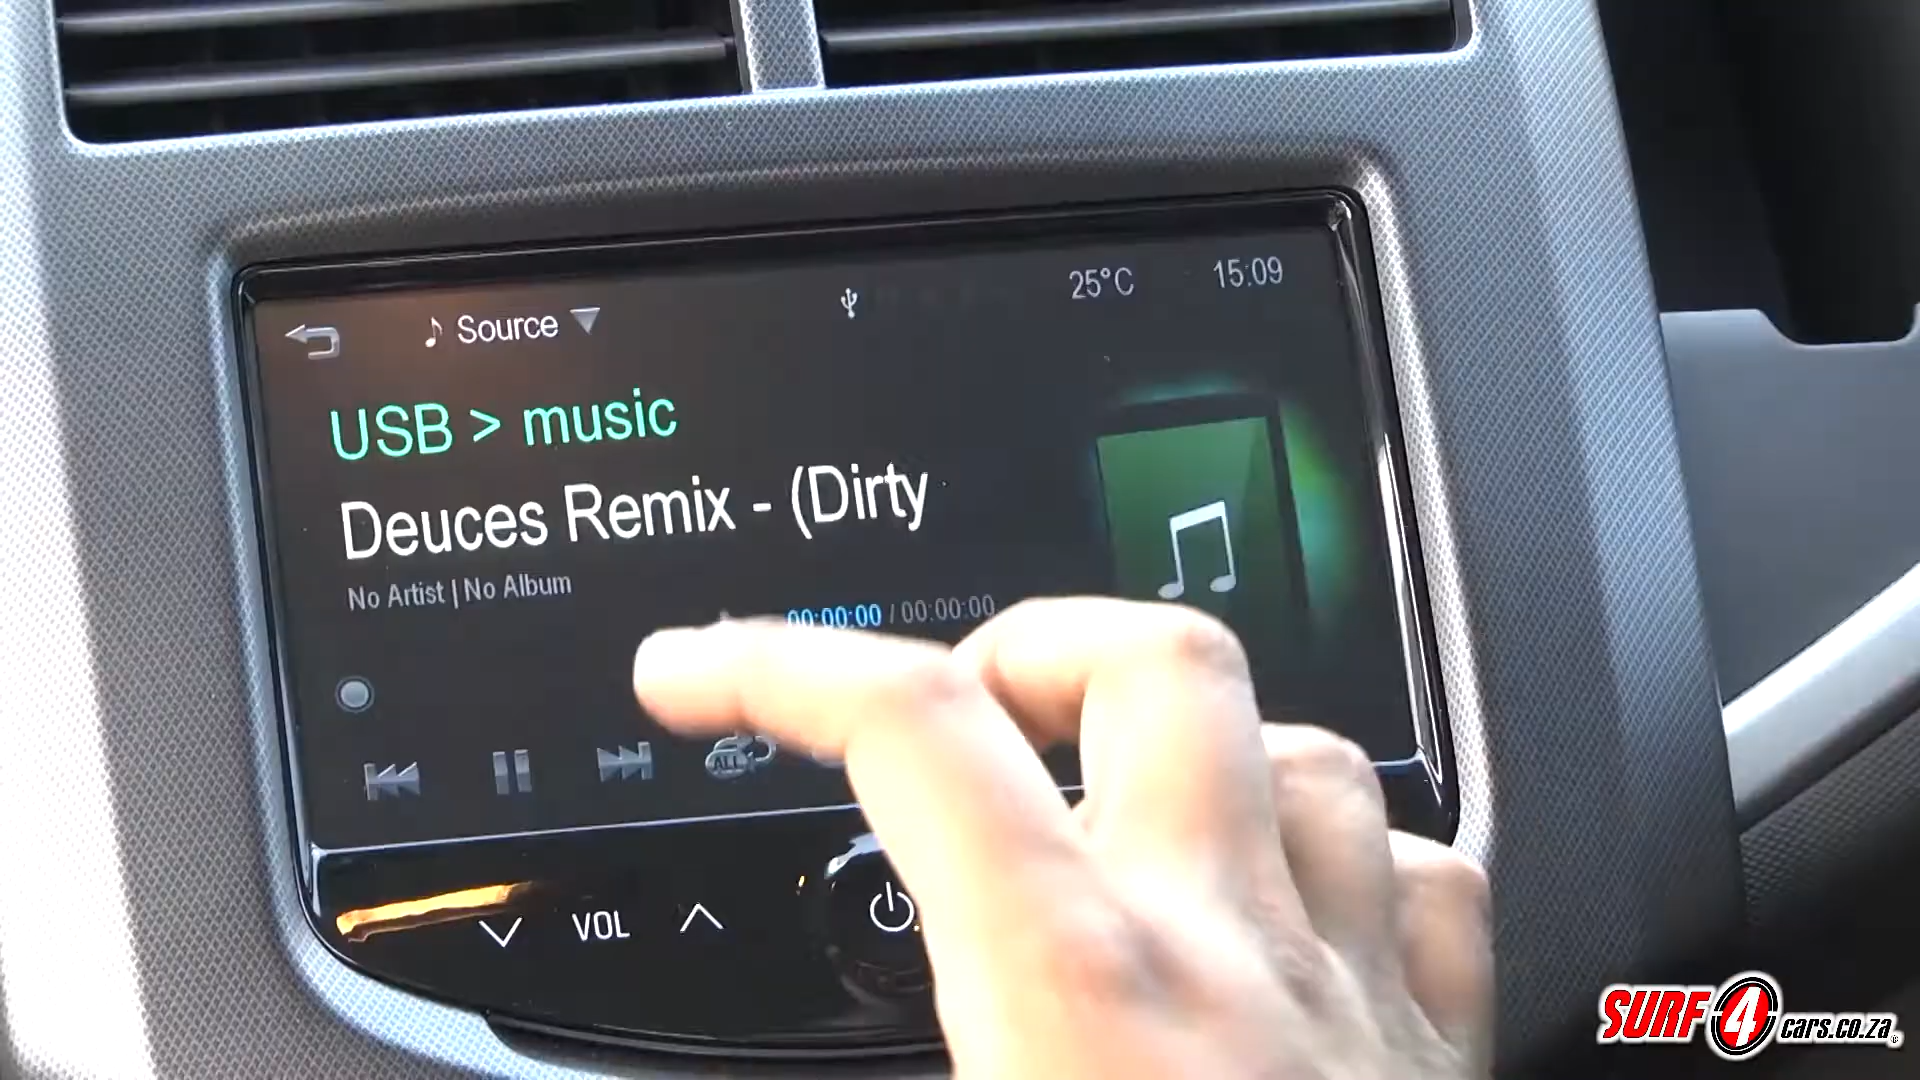 Source
25°C
15:09
USB > music
Deuces Remix - (Dirty
No Artist | No Album
00:00:00 / 00:00:00
ALL
VOL
SURF 4 cars.co.za